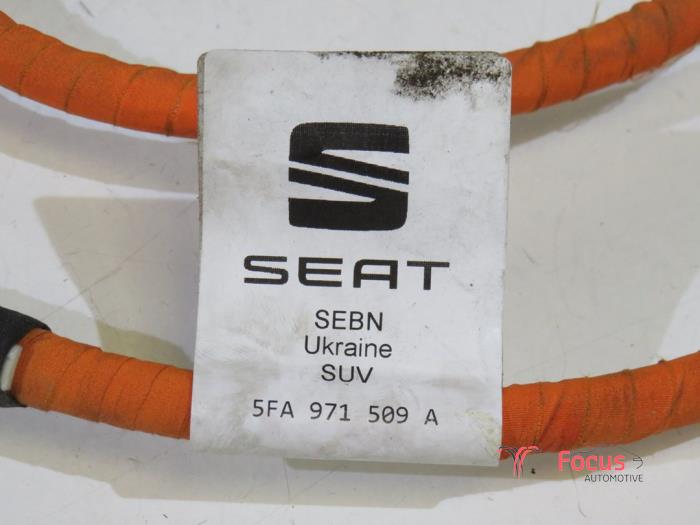 SEAT
SEBN
Ukraine
SUV
5FA 971 509 A
Focus
AUTOMOTIVE